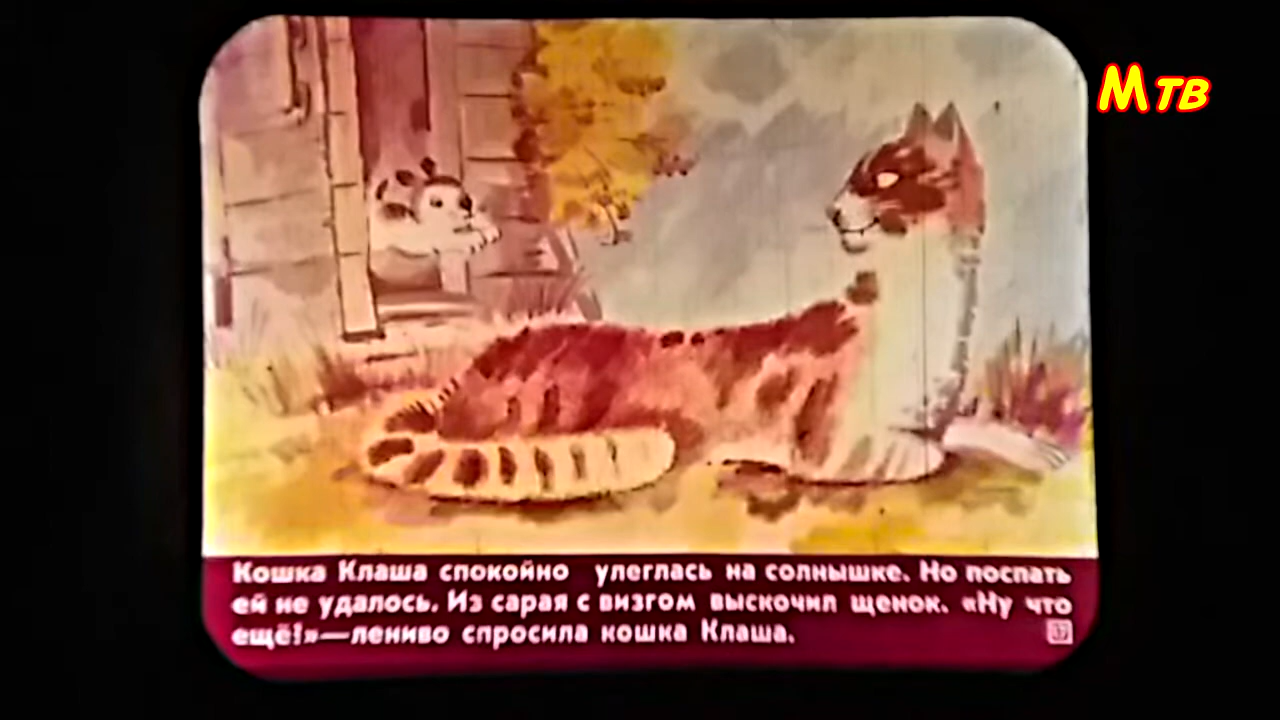 Мтв
Кошка Клаша спокойно улеглась на солнышке. Но поспать
ей не удалось. Из сарая с визгом выскочил щенок. «Ну что
ещё!»—лениво спросила кошка Клаша.